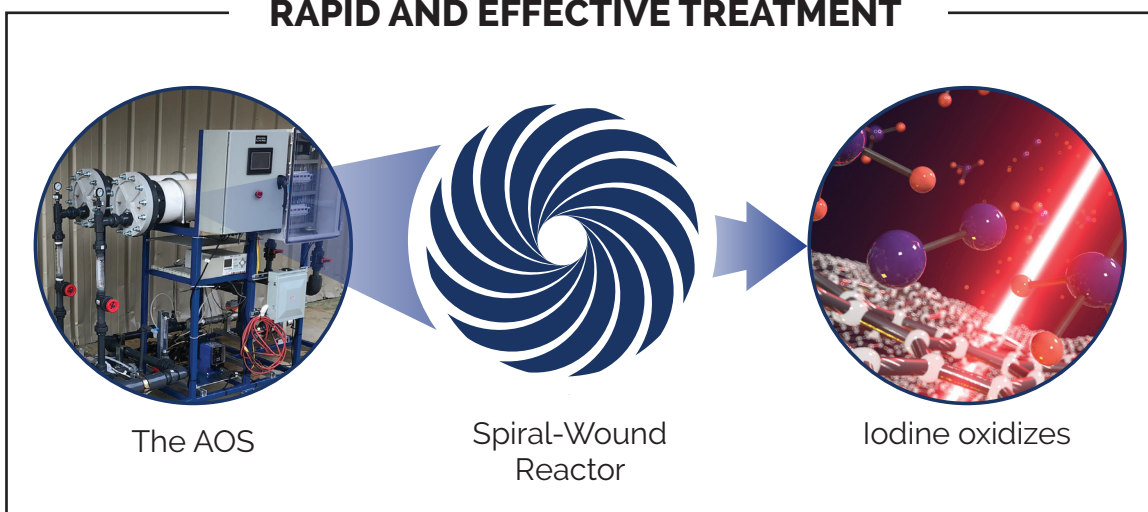 RAPID AND EFFECTIVE TREATMENT
The AOS
Spiral-Wound
Reactor
Iodine oxidizes